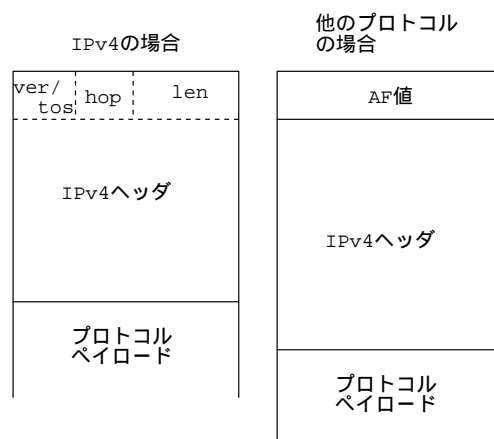 IPv4の場合
ver/
tos
hop
len
IPv4ヘッダ
プロトコル
ペイロード
他のプロトコル
の場合
AF値
IPv4ヘッダ
プロトコル
ペイロード